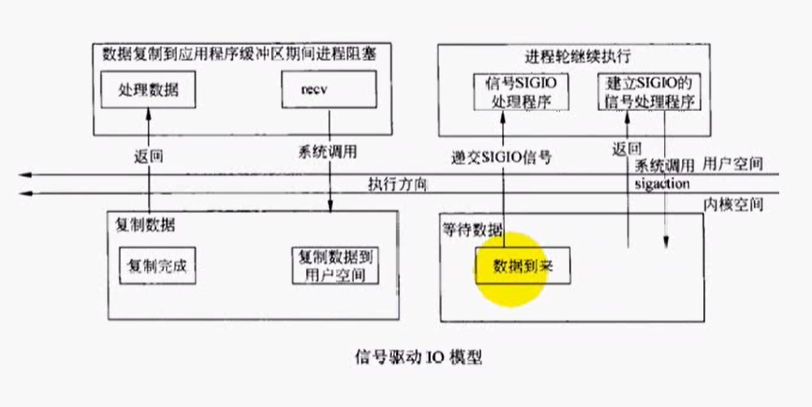 数据复制到应用程序缓冲区期间进程阻塞
处理数据
recv
进程轮继续执行
信号SIGIO
处理程序
建立SIGIO的
信号处理程序
返回
系统调用
递交SIGIO信号
返回
系统调用
用户空间
执行方向
sigaction
内核空间
复制数据
复制完成
复制数据到
用户空间
等待数据
数据到来
信号驱动 IO 模型